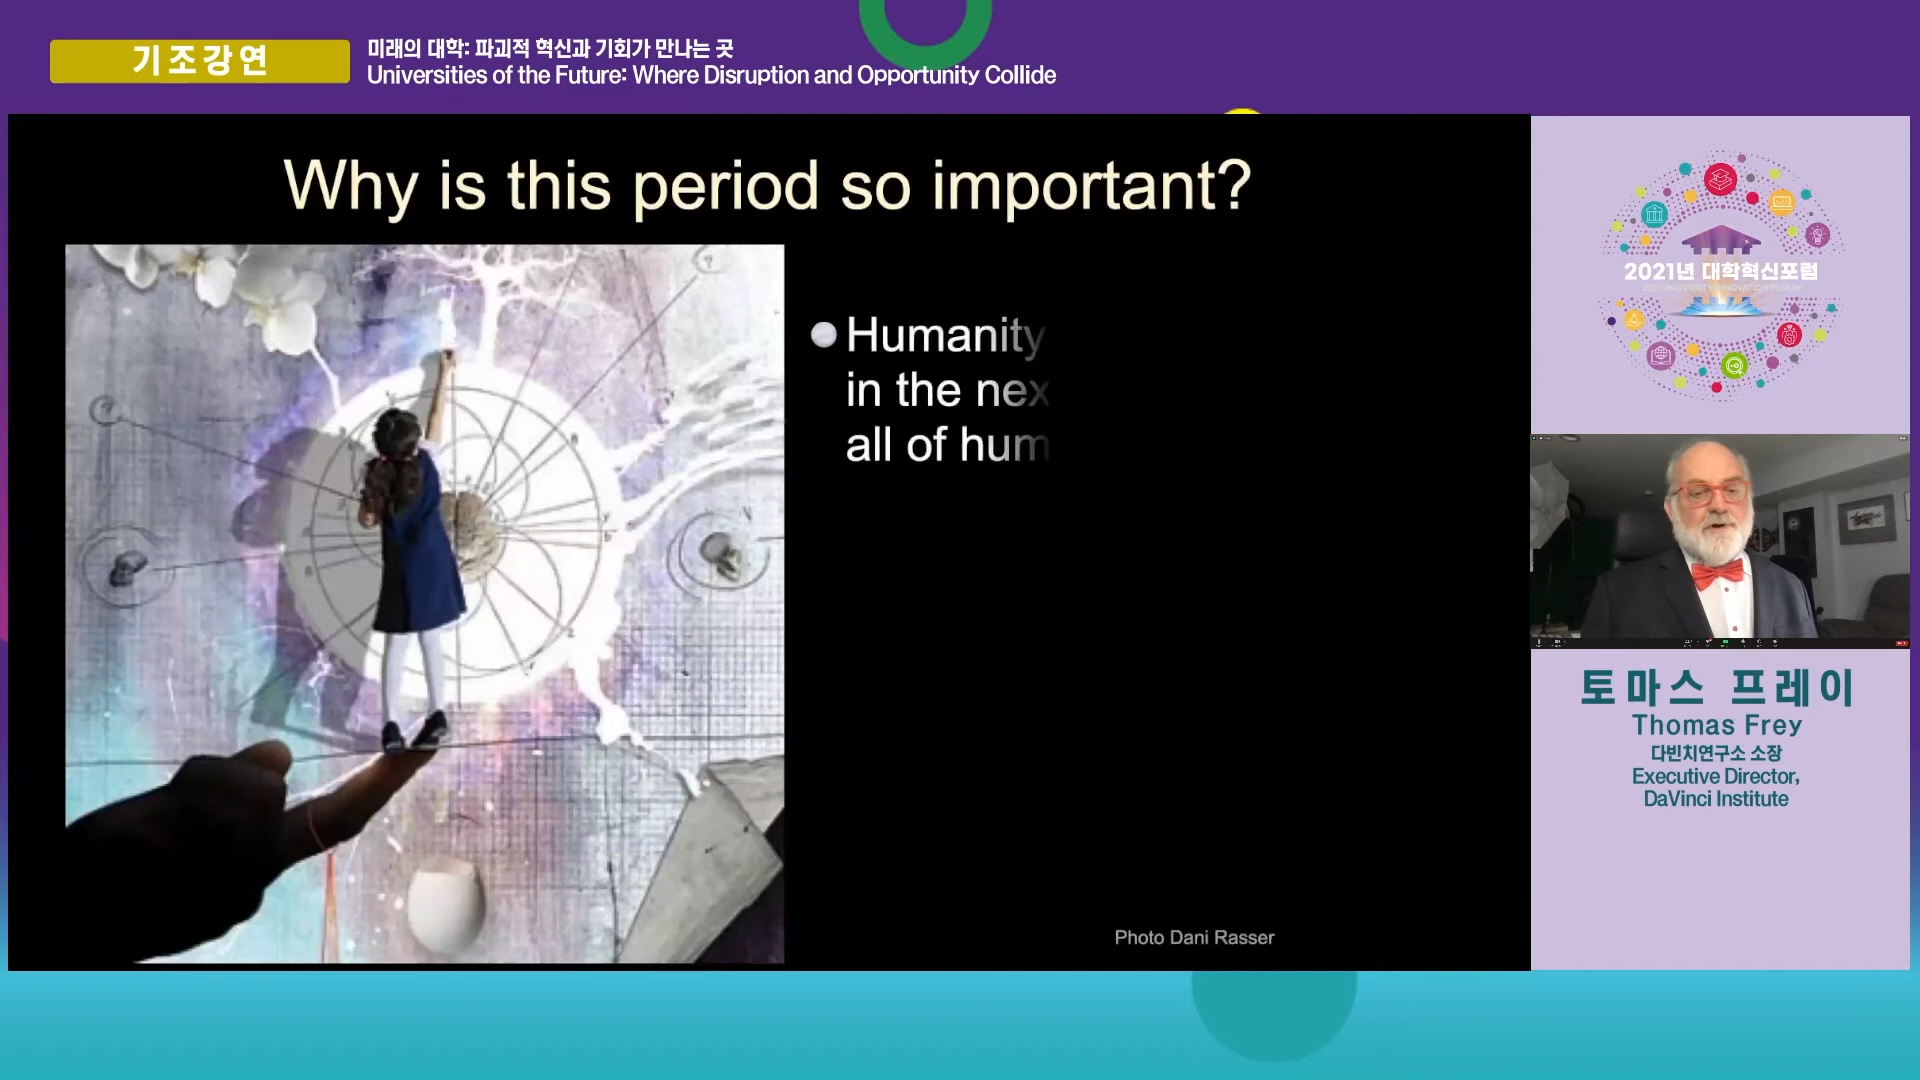 기조강연
미래의 대학: 파괴적 혁신과 기회가 만나는 곳
Universities of the Future: Where Disruption and Opportunity Collide
Why is this period so important?
Humanity
in the nex
all of hum
Photo Dani Rasser
2021년 대학혁신포럼
2021 UNIVERSITY INNOVATION FORUM
토마스 프레이
Thomas Frey
다빈치연구소 소장
Executive Director,
DaVinci Institute